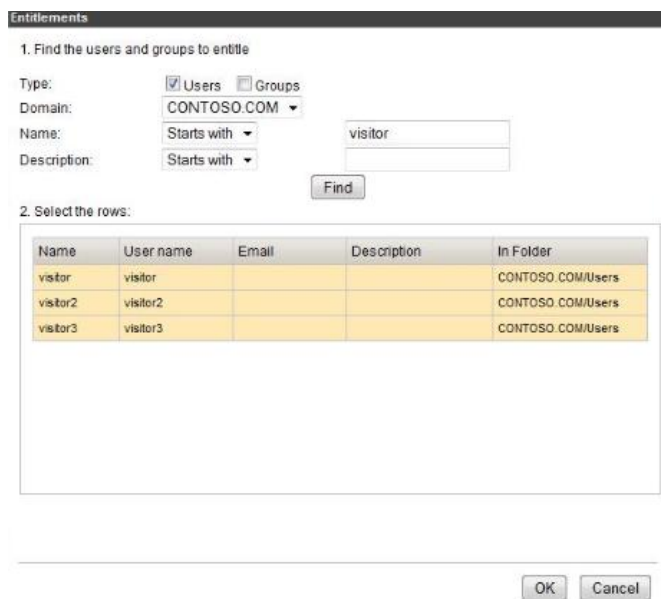 Entitlements
1. Find the users and groups to entitle
Type: Users Groups
Domain: CONTOSO.COM
Name: Starts with visitor
Description: Starts with
Find
2. Select the rows:
Name User name Email Description In Folder
visitor visitor CONTOSO.COM/Users
visitor2 visitor2 CONTOSO.COM/Users
visitor3 visitor3 CONTOSO.COM/Users
OK Cancel